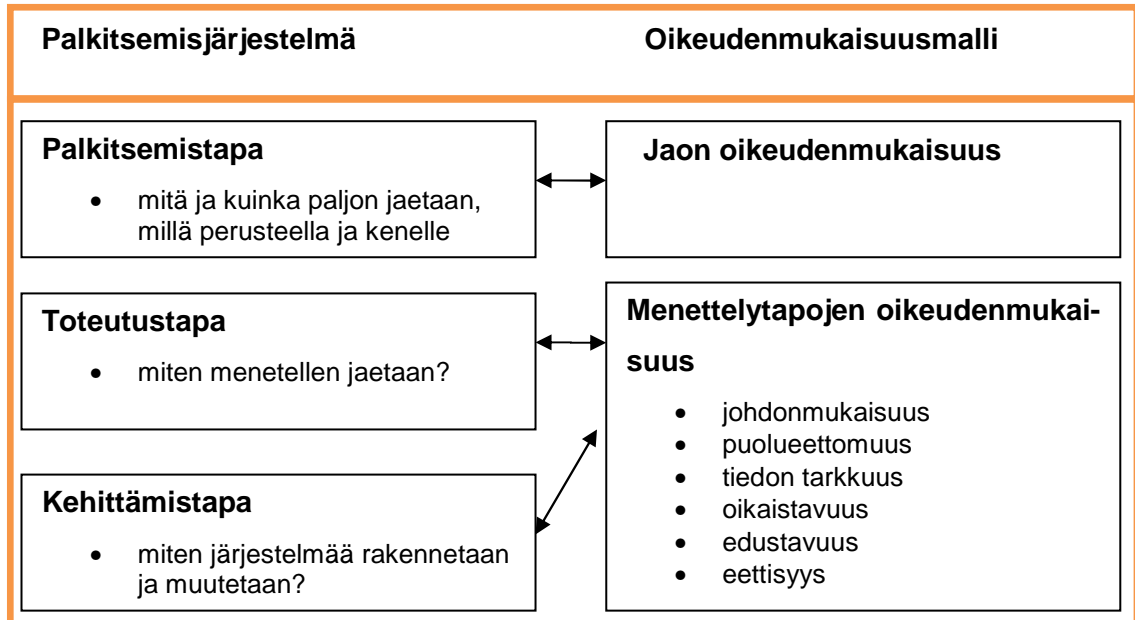 Palkitsemisjärjestelmä
Oikeudenmukaisuusmalli
Palkitsemistapa
• mitä ja kuinka paljon jaetaan,
millä perusteella ja kenelle
Jaon oikeudenmukaisuus
Toteutustapa
• miten menetellen jaetaan?
Menettelytapojen oikeudenmukai-
suus
• johdonmukaisuus
• puolueettomuus
• tiedon tarkkuus
• oikaistavuus
• edustavuus
• eettisyys
Kehittämistapa
• miten järjestelmää rakennetaan
ja muutetaan?